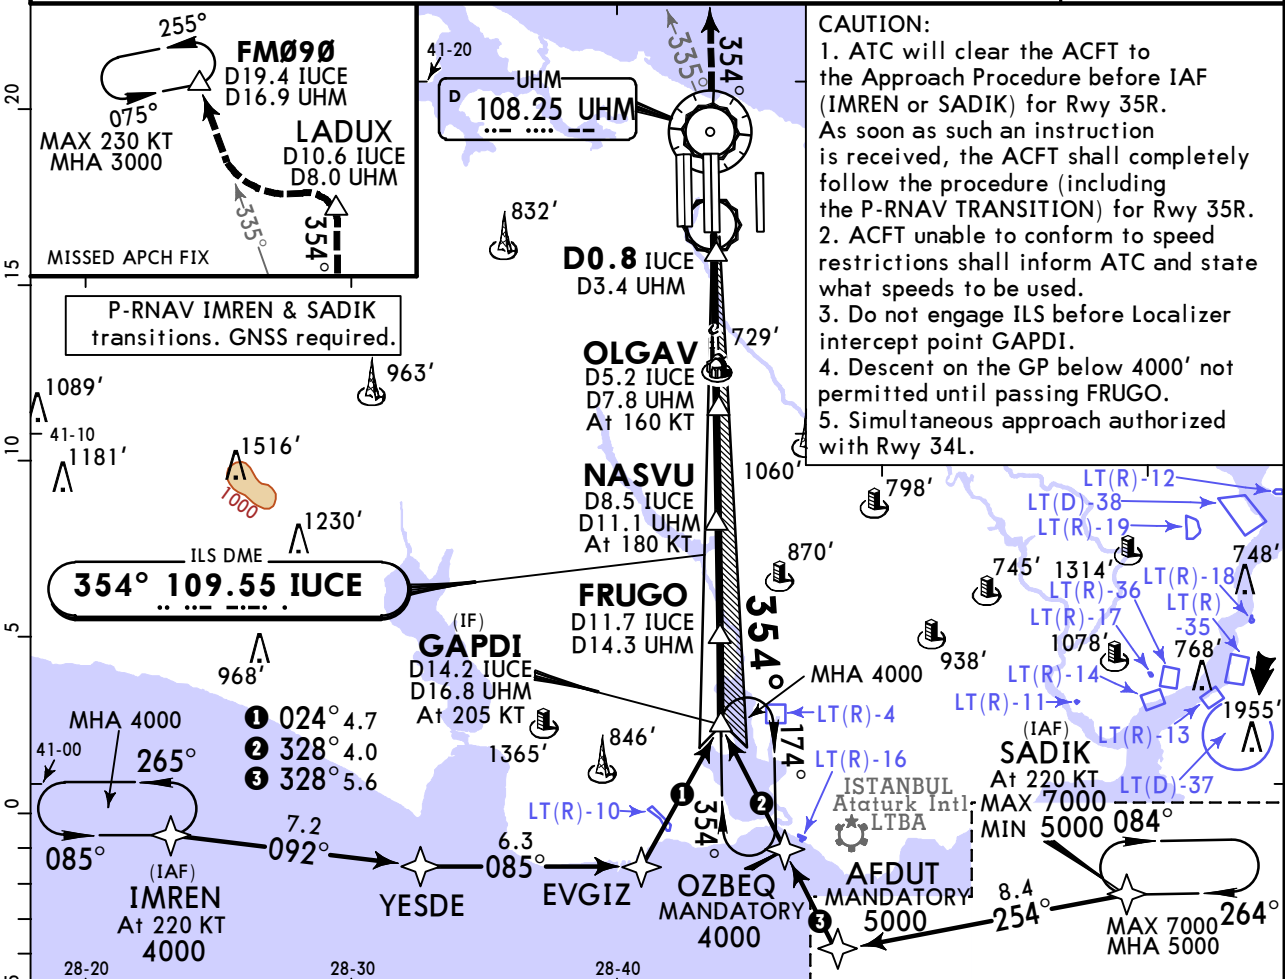 255°
FMØ9Ø
D19.4 IUCE
D16.9 UHM
075°
MAX 230 KT
MHA 3000
LADUX
D10.6 IUCE
D8.0 UHM
335°
354°
MISSED APCH FIX
41-20
UHM
D
108.25 UHM
335°
354°
CAUTION:
1. ATC will clear the ACFT to
the Approach Procedure before IAF
(IMREN or SADIK) for Rwy 35R.
As soon as such an instruction
is received, the ACFT shall completely
follow the procedure (including
the P-RNAV TRANSITION) for Rwy 35R.
2. ACFT unable to conform to speed
restrictions shall inform ATC and state
what speeds to be used.
3. Do not engage ILS before Localizer
intercept point GAPDI.
4. Descent on the GP below 4000' not
permitted until passing FRUGO.
5. Simultaneous approach authorized
with Rwy 34L.
20
15
10
5
0
P-RNAV IMREN & SADIK
transitions. GNSS required.
832'
D0.8 IUCE
D3.4 UHM
729'
OLGAV
D5.2 IUCE
D7.8 UHM
At 160 KT
963'
1089'
41-10
1181'
1516'
1000
1230'
1060'
NASVU
D8.5 IUCE
D11.1 UHM
At 180 KT
798'
870'
ILS DME
354° 109.55 IUCE
FRUGO
D11.7 IUCE
D14.3 UHM
354°
745'
938'
1314'
1078'
768'
748'
1955'
LT(R)-12
LT(D)-38
LT(R)-19
LT(R)-18
LT(R)-36
LT(R)
-35
LT(R)-17
LT(R)-14
LT(R)-11
LT(R)-13
LT(D)-37
968'
(IF)
GAPDI
D14.2 IUCE
D16.8 UHM
At 205 KT
MHA 4000
LT(R)-4
174°
LT(R)-16
1365'
846'
LT(R)-10
354°
1 024° 4.7
2 328° 4.0
3 328° 5.6
MHA 4000
41-00
265°
085°
(IAF)
IMREN
At 220 KT
4000
7.2
092°
YESDE
6.3
085°
EVGIZ
1
2
3
OZBEQ
MANDATORY
4000
ISTANBUL
Ataturk Intl
LTBA
AFDUT
MANDATORY
5000
(IAF)
SADIK
At 220 KT
MAX 7000
MIN 5000
084°
264°
8.4
254°
MAX 7000
MHA 5000
28-20
28-30
28-40